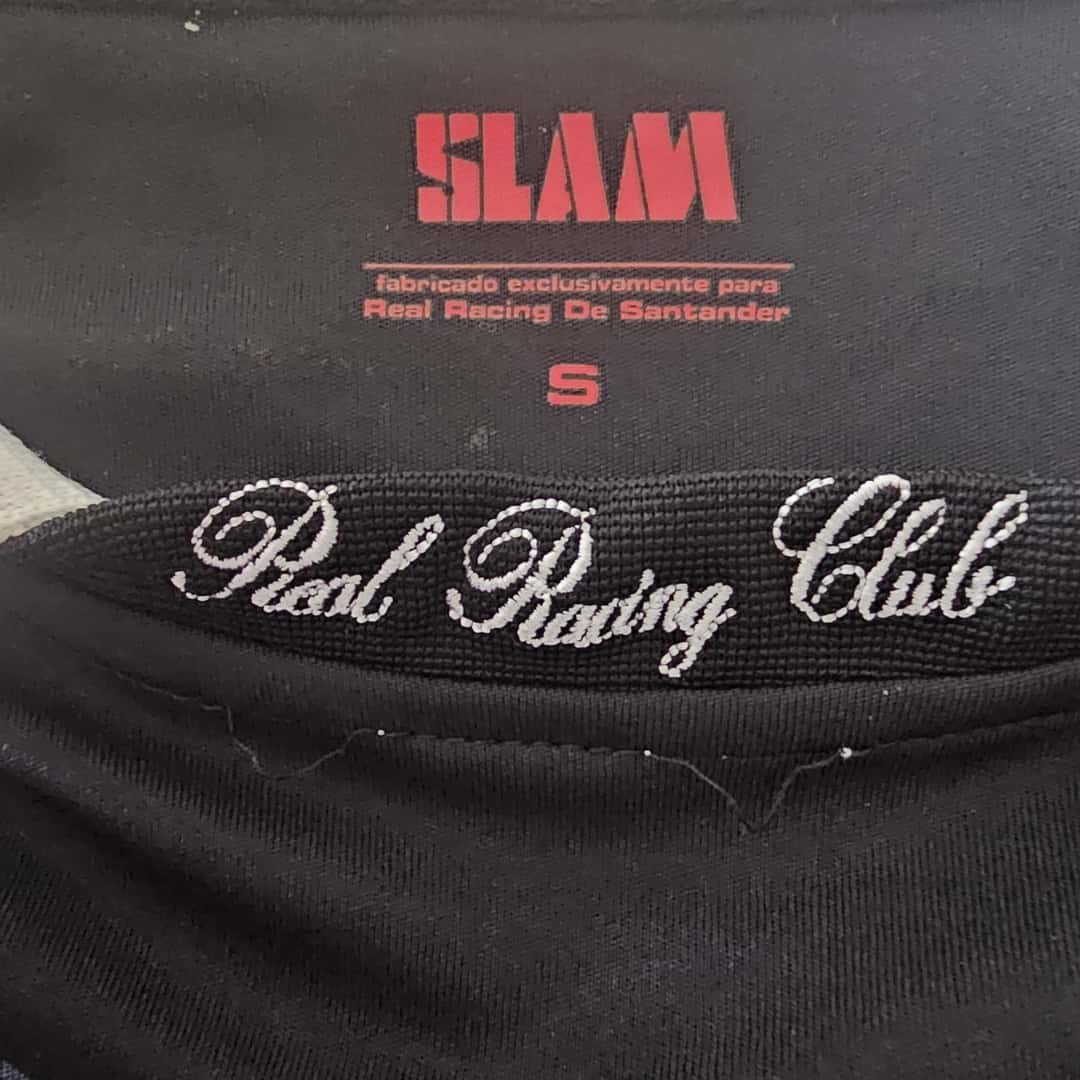 SLAM
fabricado exclusivamente para
Real Racing De Santander
S
Real Racing Club